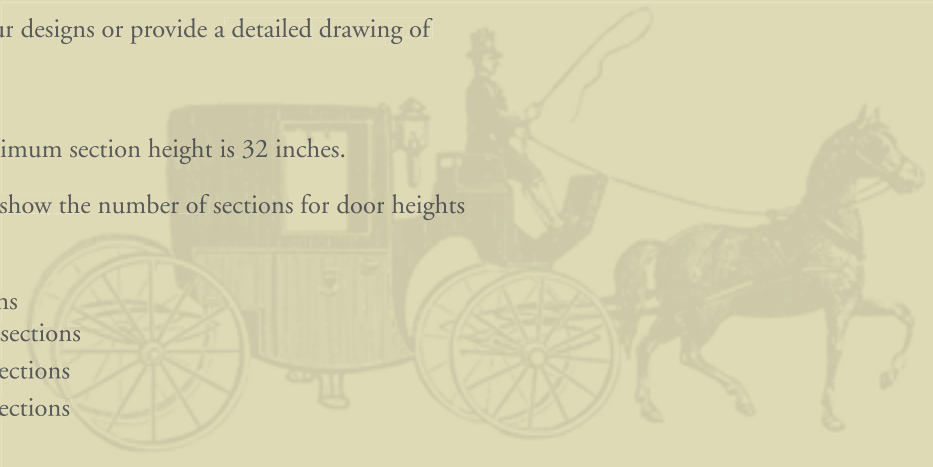 ur designs or provide a detailed drawing of
imum section height is 32 inches.
show the number of sections for door heights
ns
sections
ections
ections